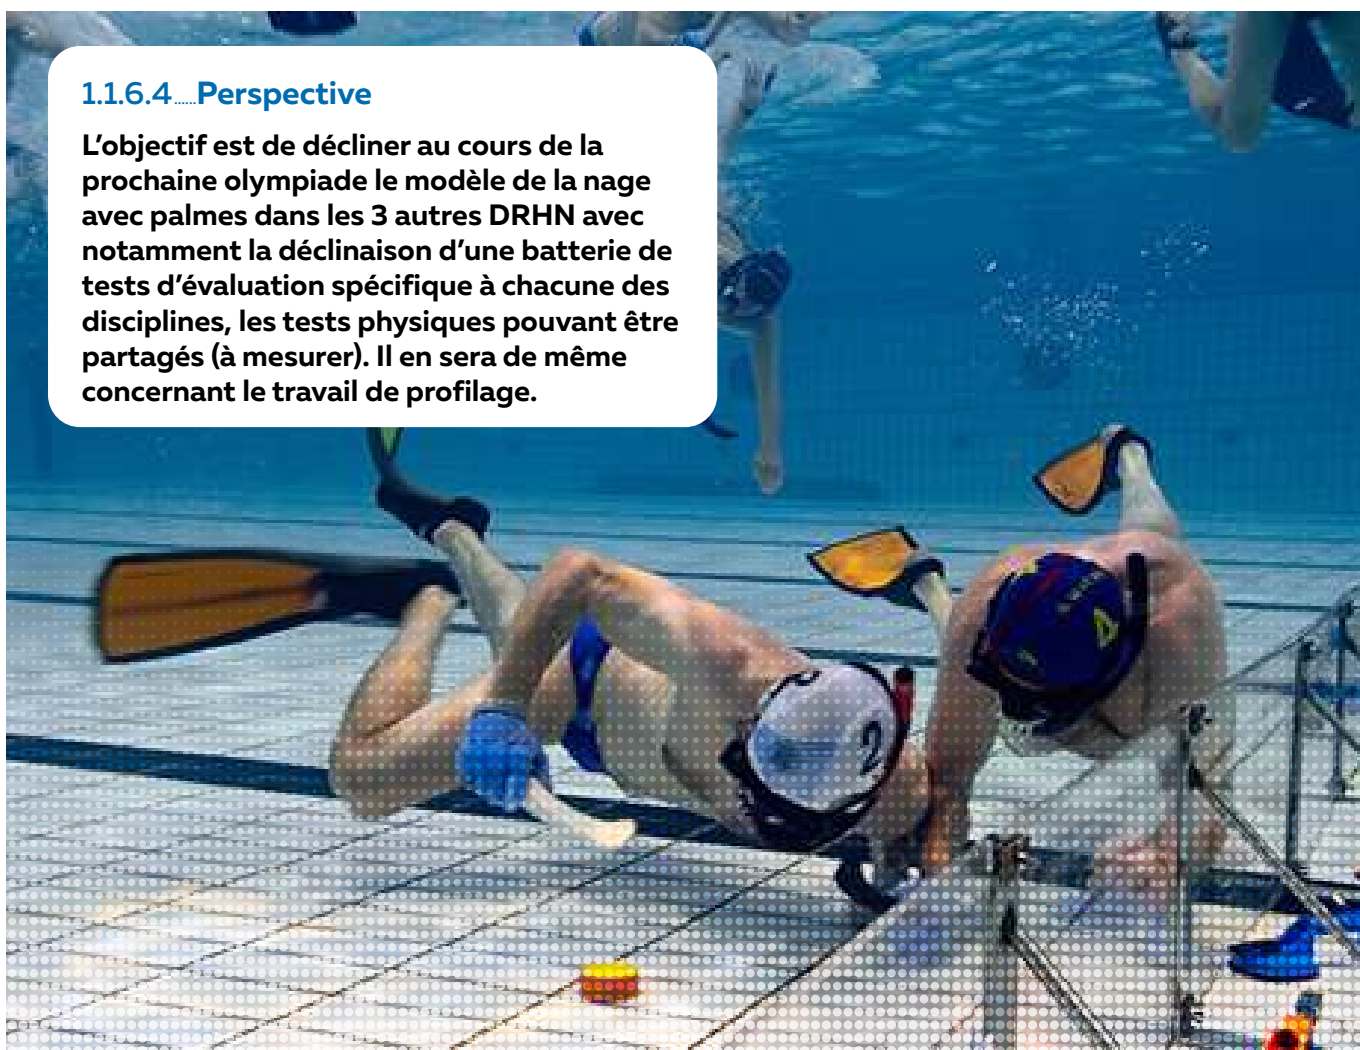 1.1.6.4......Perspective
L’objectif est de décliner au cours de la
prochaine olympiade le modèle de la nage
avec palmes dans les 3 autres DRHN avec
notamment la déclinaison d’une batterie de
tests d’évaluation spécifique à chacune des
disciplines, les tests physiques pouvant être
partagés (à mesurer). Il en sera de même
concernant le travail de profilage.
2
4